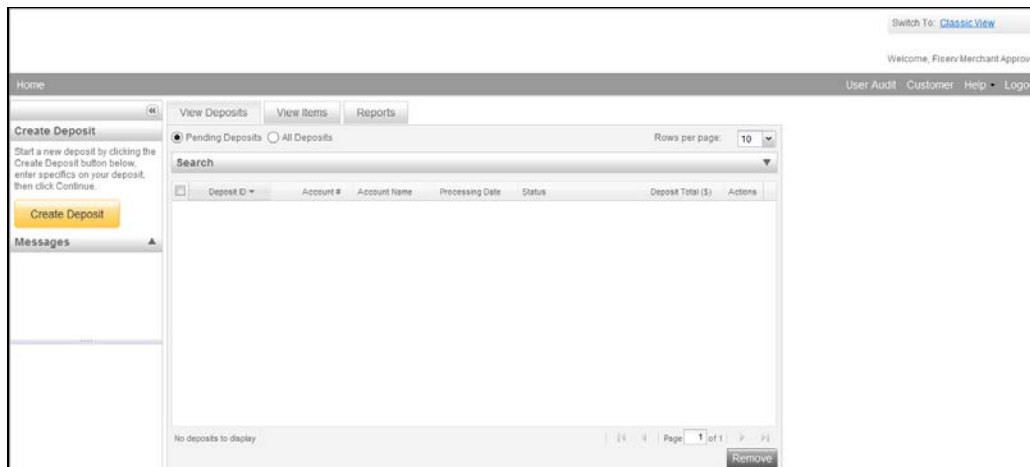 Switch To: Classic View
Welcome, Fiserv Merchant Approv
Home User Audit Customer Help Logo
View Deposits View Items Reports
Create Deposit
Pending Deposits All Deposits Rows per page: 10
Start a new deposit by clicking the
Create Deposit button below,
enter specifics on your deposit,
then click Continue.
Search
Deposit ID Account # Account Name Processing Date Status Deposit Total ($) Actions
Create Deposit
Messages
No deposits to display Page 1 of 1
Remove